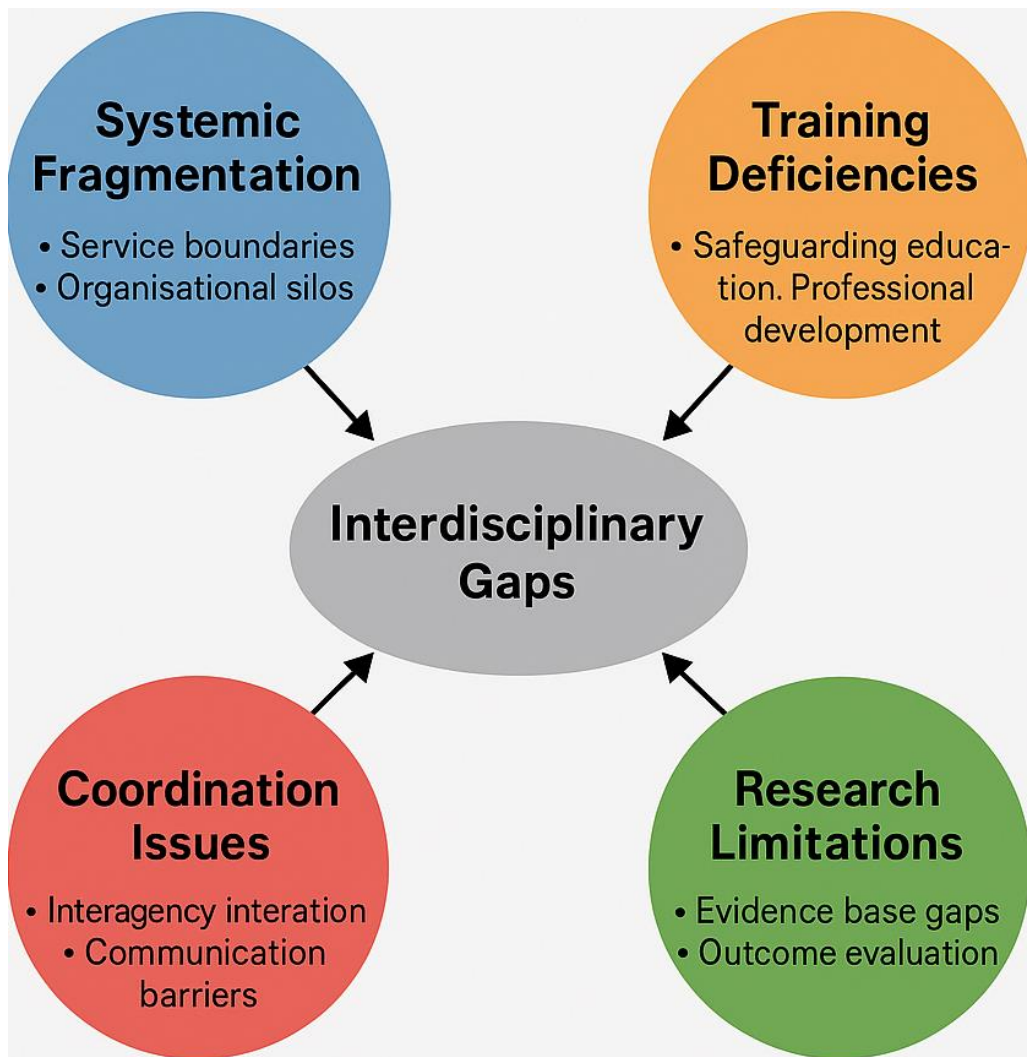 Systemic
Fragmentation
• Service boundaries
• Organisational silos
Training
Deficiencies
• Safeguarding educa-
tion. Professional
development
Interdisciplinary
Gaps
Coordination
Issues
• Interagency interation
• Communication
barriers
Research
Limitations
• Evidence base gaps
• Outcome evaluation